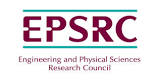 EPSRC
Engineering and Physical Sciences
Research Council